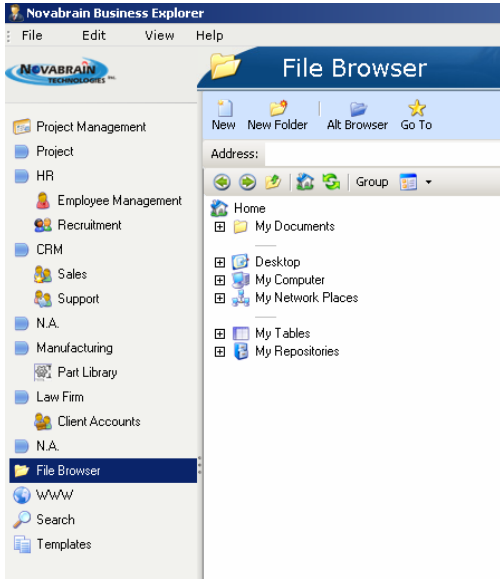 Novabrain Business Explorer
File Edit View Help
NOVABRAIN
TECHNOLOGIES TM
File Browser
New New Folder Alt Browser Go To
Address:
Group
Project Management
Project
HR
Employee Management
Recruitment
CRM
Sales
Support
N.A.
Manufacturing
Part Library
Law Firm
Client Accounts
N.A.
File Browser
WWW
Search
Templates
Home
My Documents
Desktop
My Computer
My Network Places
My Tables
My Repositories